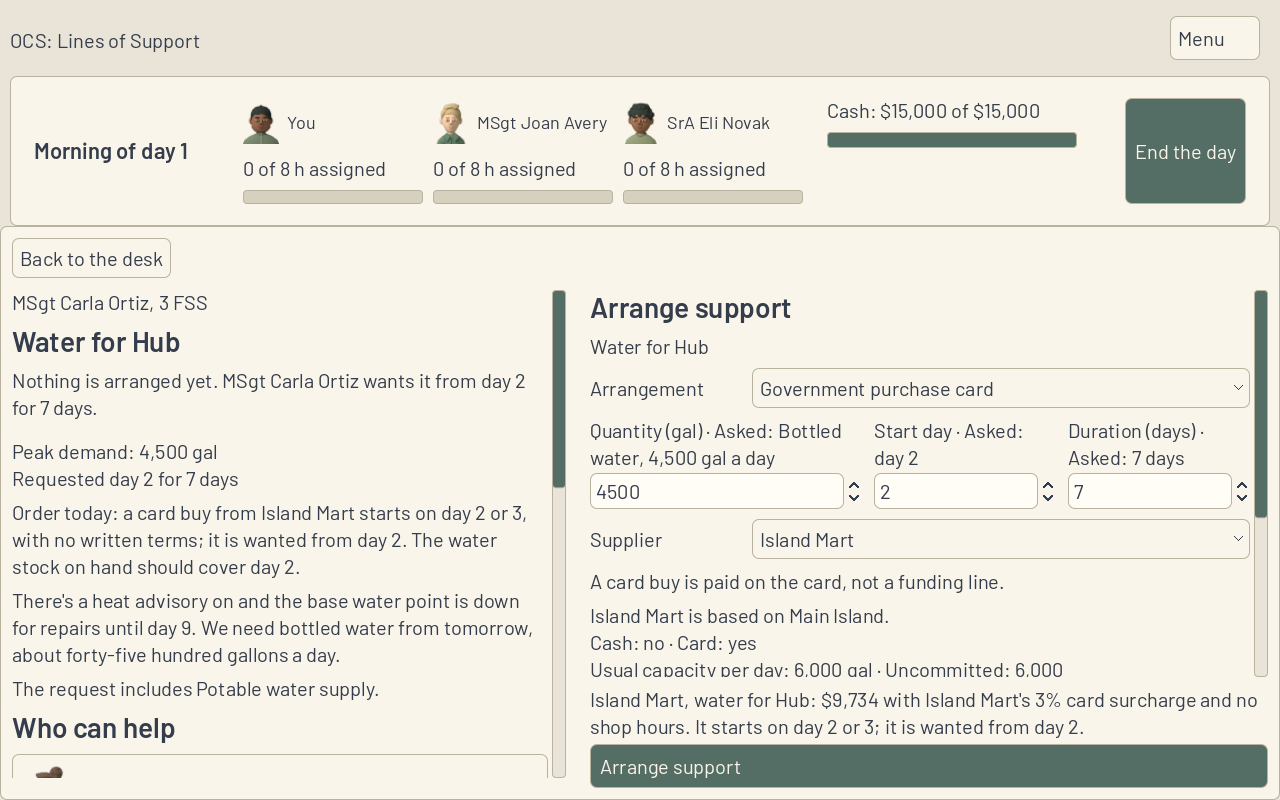 OCS: Lines of Support
Menu
Morning of day 1
You
0 of 8 h assigned
MSgt Joan Avery
0 of 8 h assigned
SrA Eli Novak
0 of 8 h assigned
Cash: $15,000 of $15,000
End the day
Back to the desk
MSgt Carla Ortiz, 3 FSS
Water for Hub
Nothing is arranged yet. MSgt Carla Ortiz wants it from day 2
for 7 days.
Peak demand: 4,500 gal
Requested day 2 for 7 days
Order today: a card buy from Island Mart starts on day 2 or 3,
with no written terms; it is wanted from day 2. The water
stock on hand should cover day 2.
There's a heat advisory on and the base water point is down
for repairs until day 9. We need bottled water from tomorrow,
about forty-five hundred gallons a day.
The request includes Potable water supply.
Who can help
Arrange support
Water for Hub
Arrangement
Government purchase card
Quantity (gal) · Asked: Bottled
water, 4,500 gal a day
4500
Start day · Asked:
day 2
2
Duration (days) ·
Asked: 7 days
7
Supplier
Island Mart
A card buy is paid on the card, not a funding line.
Island Mart is based on Main Island.
Cash: no · Card: yes
Usual capacity per day: 6,000 gal · Uncommitted: 6,000
Island Mart, water for Hub: $9,734 with Island Mart's 3% card surcharge and no
shop hours. It starts on day 2 or 3; it is wanted from day 2.
Arrange support